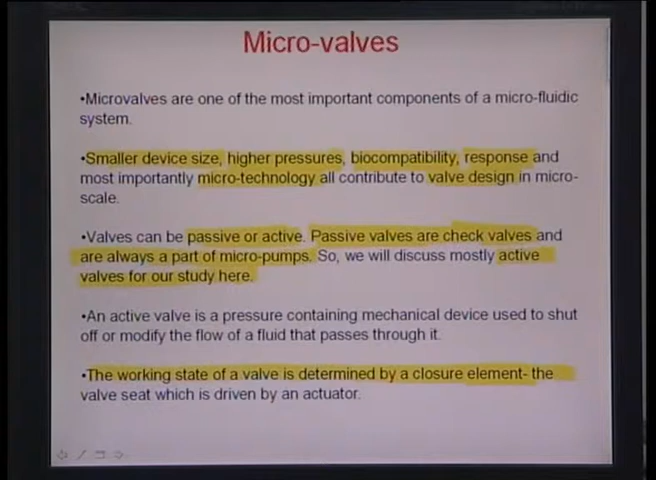 Micro-valves
•Microvalves are one of the most important components of a micro-fluidic
system.
•Smaller device size, higher pressures, biocompatibility, response and
most importantly micro-technology all contribute to valve design in micro-
scale.
•Valves can be passive or active. Passive valves are check valves and
are always a part of micro-pumps. So, we will discuss mostly active
valves for our study here.
•An active valve is a pressure containing mechanical device used to shut
off or modify the flow of a fluid that passes through it.
•The working state of a valve is determined by a closure element- the
valve seat which is driven by an actuator.